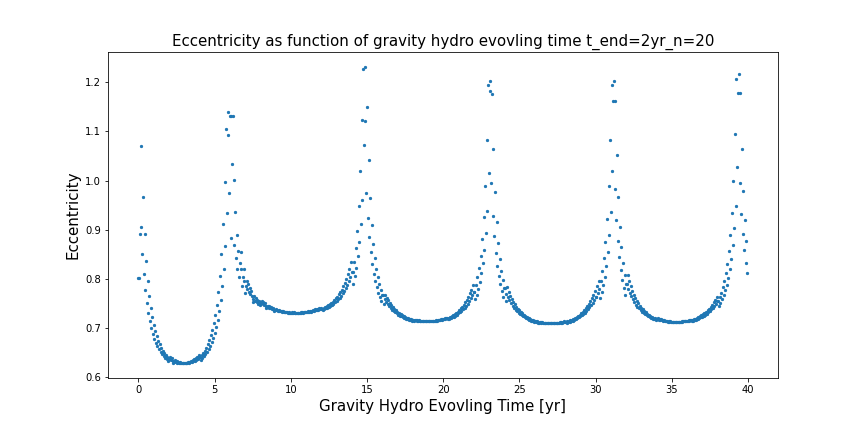 Eccentricity as function of gravity hydro evovling time t_end=2yr_n=20
1.2
1.1
1.0
0.9
0.8
0.7
0.6
Eccentricity
0 5 10 15 20 25 30 35 40
Gravity Hydro Evovling Time [yr]